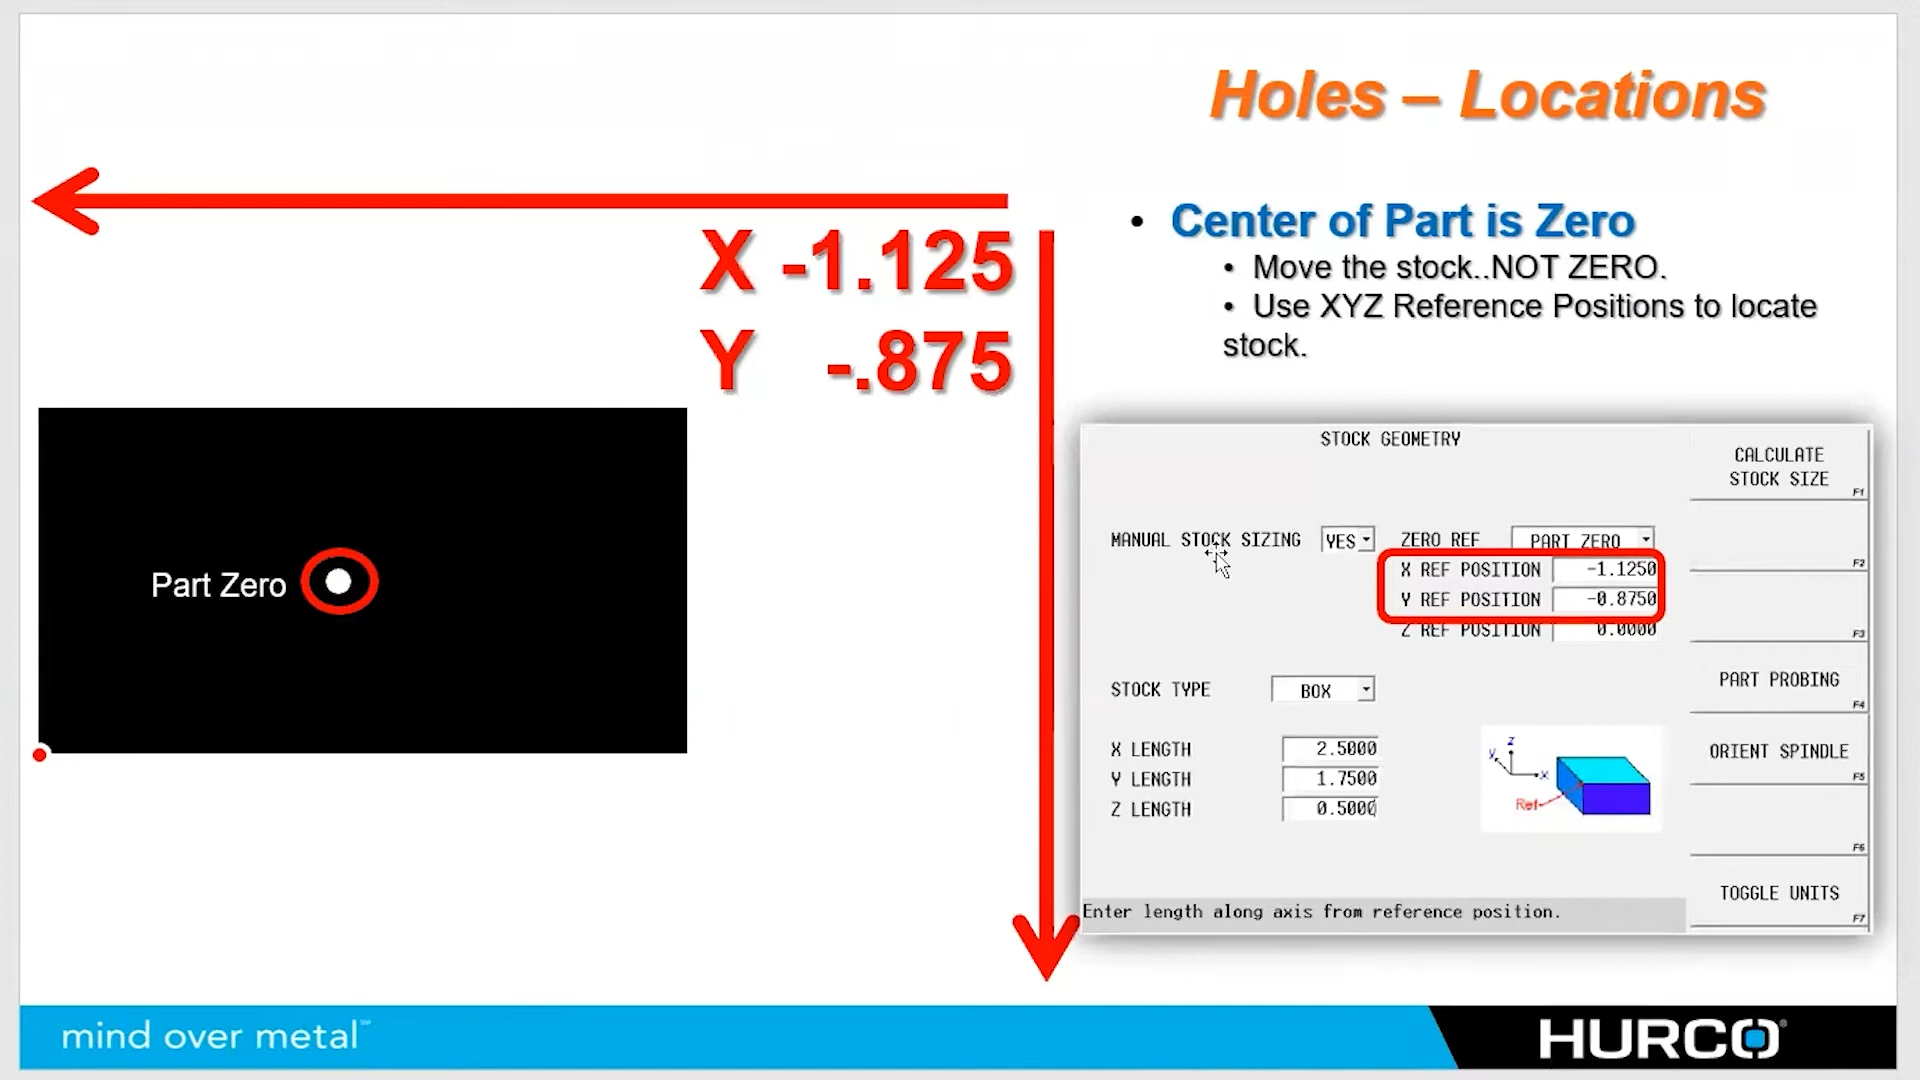 Holes – Locations
X -1.125
Y -.875
• Center of Part is Zero
• Move the stock..NOT ZERO.
• Use XYZ Reference Positions to locate
stock.
Part Zero
STOCK GEOMETRY
MANUAL STOCK SIZING YES
ZERO REF PART ZERO
X REF POSITION -1.1250
Y REF POSITION -0.8750
Z REF POSITION 0.0000
STOCK TYPE BOX
X LENGTH 2.5000
Y LENGTH 1.7500
Z LENGTH 0.5000
Y Z X
Ref
Enter length along axis from reference position.
CALCULATE
STOCK SIZE
F1
F2
F3
PART PROBING
F4
ORIENT SPINDLE
F5
F6
TOGGLE UNITS
F7
mind over metal™
HURCO®